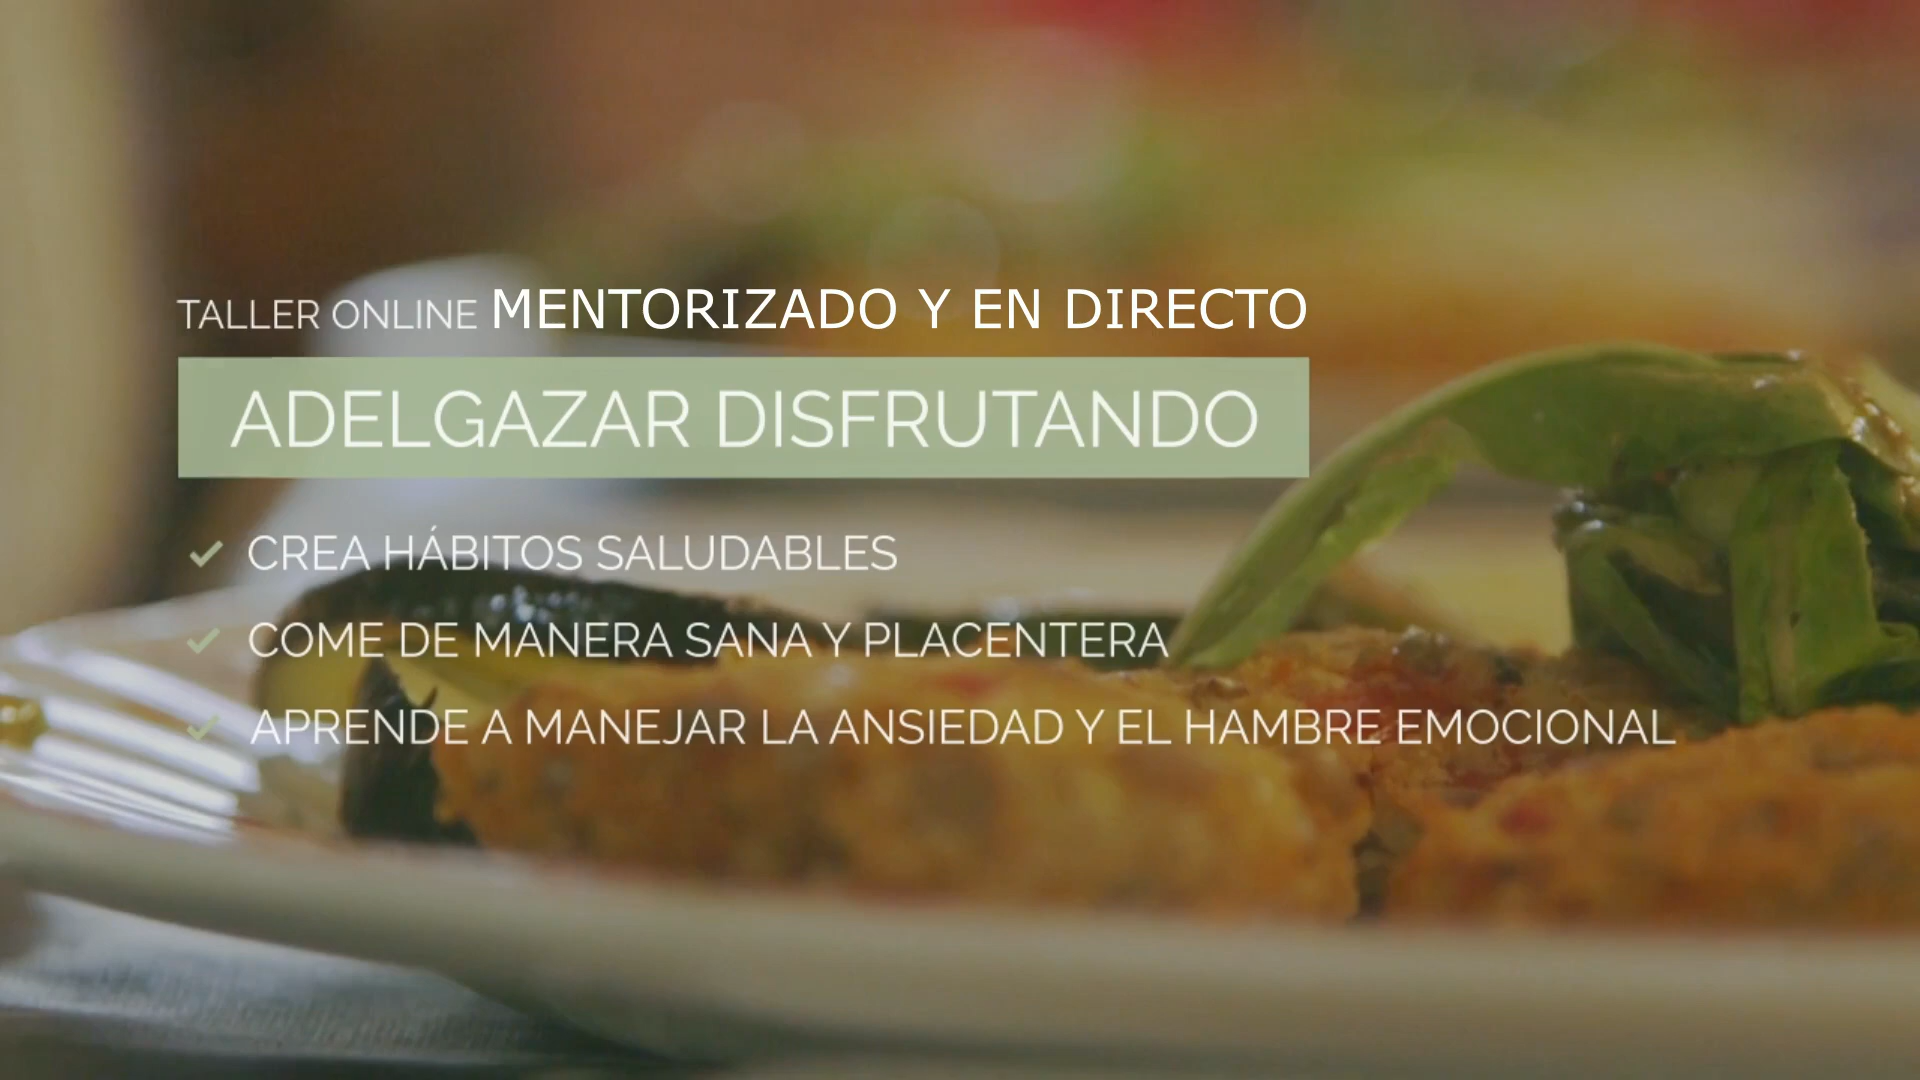 TALLER ONLINE MENTORIZADO Y EN DIRECTO
ADELGAZAR DISFRUTANDO
CREA HÁBITOS SALUDABLES
COME DE MANERA SANA Y PLACENTERA
APRENDE A MANEJAR LA ANSIEDAD Y EL HAMBRE EMOCIONAL